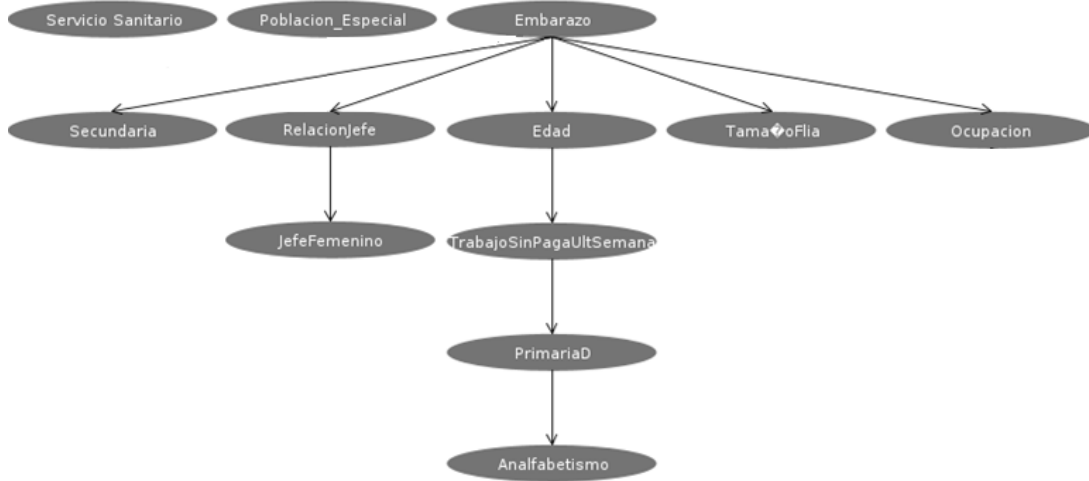 Servicio Sanitario
Poblacion_Especial
Embarazo
Secundaria
RelacionJefe
Edad
Tama�oFlia
Ocupacion
JefeFemenino
TrabajoSinPagaUltSemana
PrimariaD
Analfabetismo